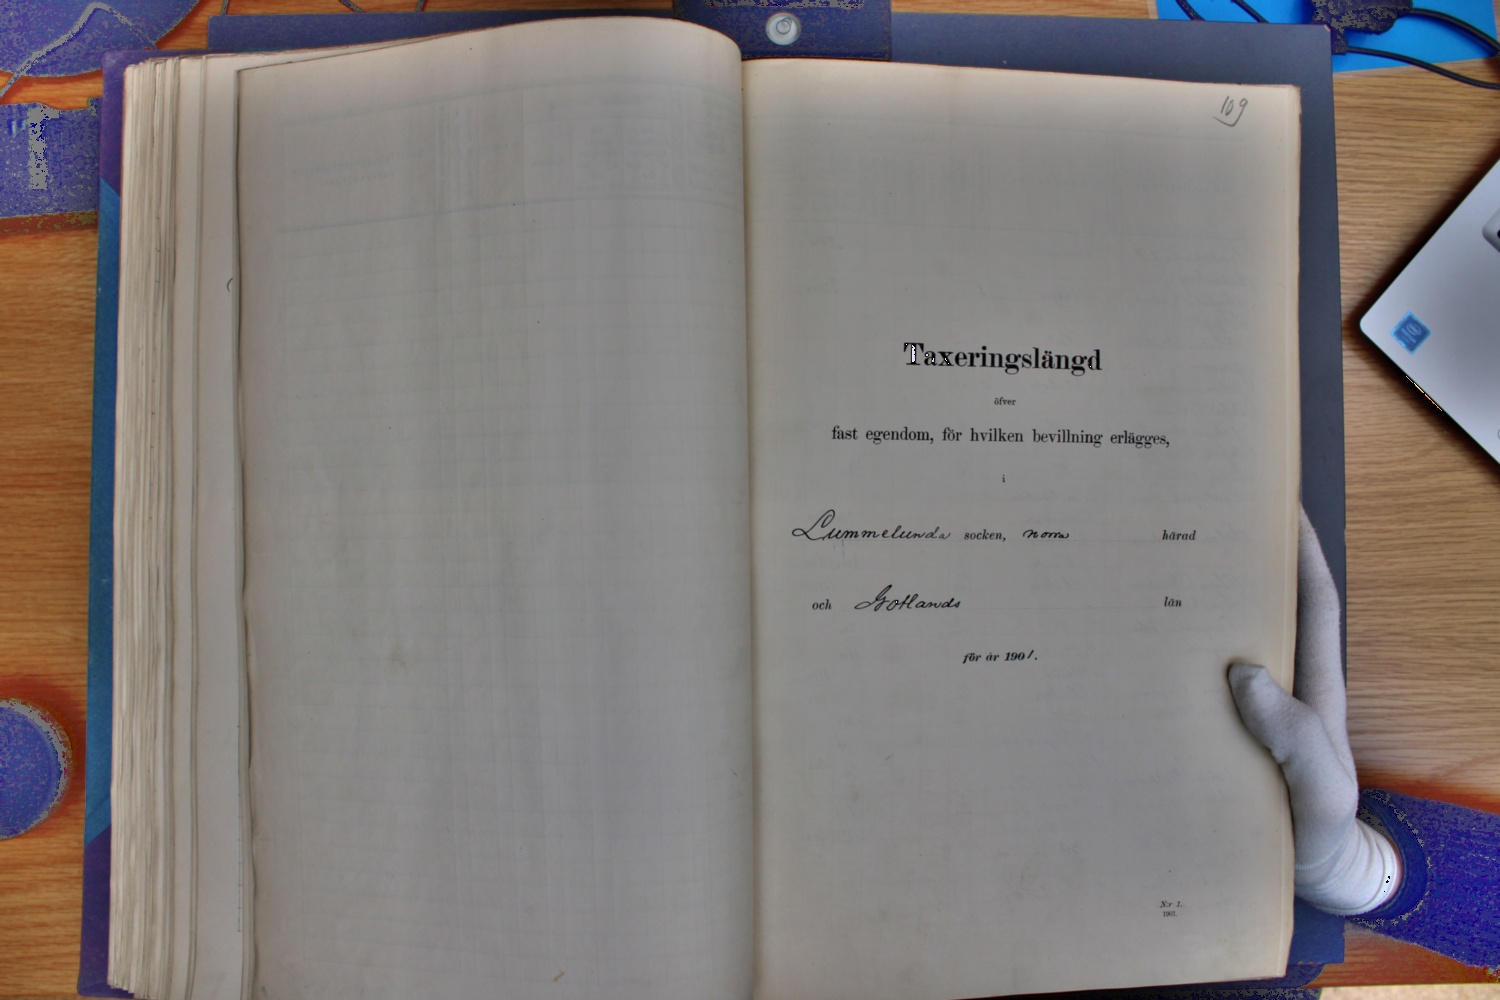 109
Taxeringslängd
öfver
fast egendom, för hvilken bevillning erlägges,
i
Lummelunda socken, norra härad
och Gotlands län
för år 1901.
N:r 1.
1901.